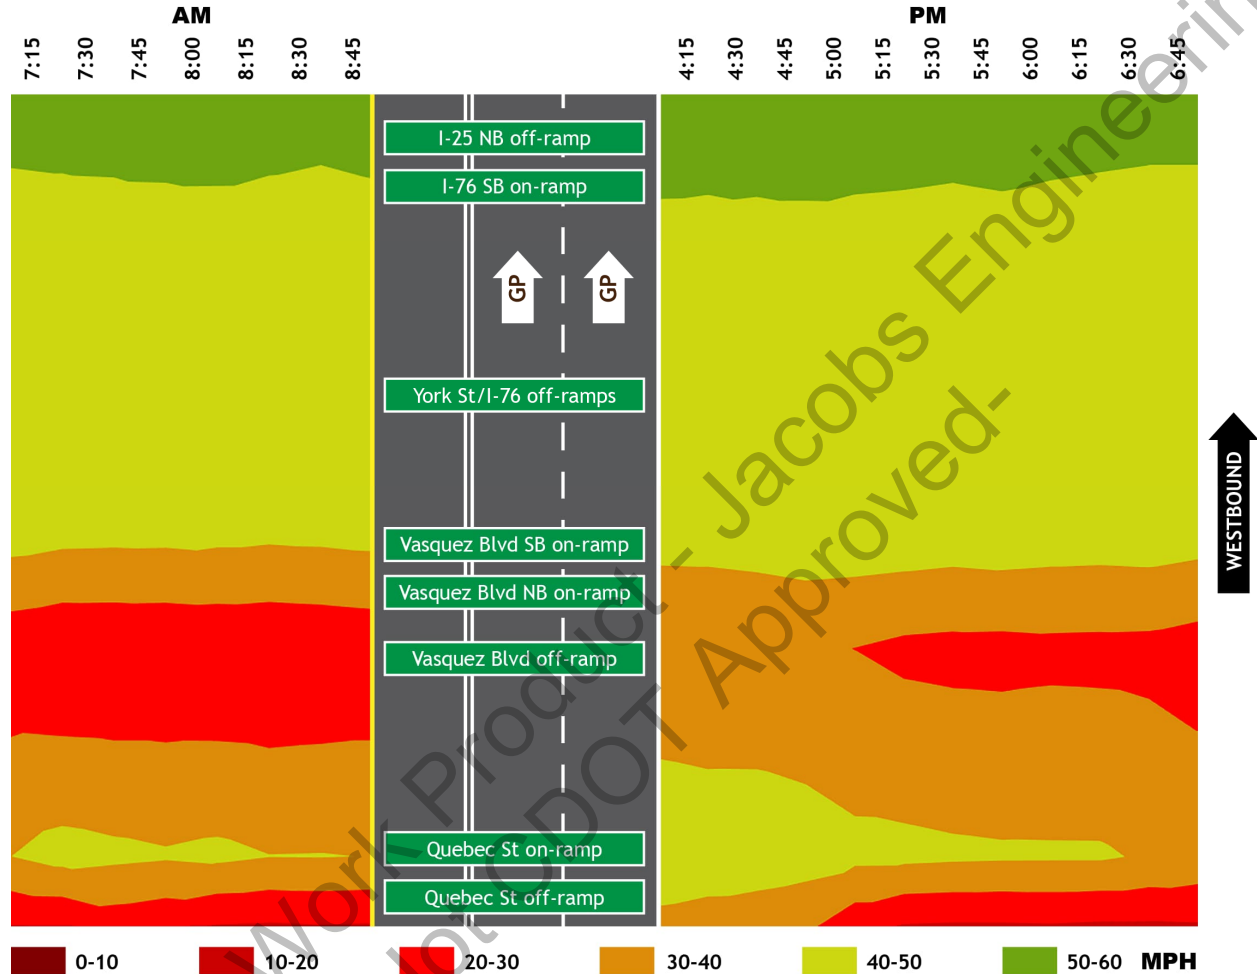 AM
PM
7:15 7:30 7:45 8:00 8:15 8:30 8:45
4:15 4:30 4:45 5:00 5:15 5:30 5:45 6:00 6:15 6:30 6:45
I-25 NB off-ramp
I-76 SB on-ramp
GP GP
York St/I-76 off-ramps
Vasquez Blvd SB on-ramp
Vasquez Blvd NB on-ramp
Vasquez Blvd off-ramp
Quebec St on-ramp
Quebec St off-ramp
WESTBOUND
Work Product - Jacobs Engineerin
ot CDOT Approved-
0-10 10-20 20-30 30-40 40-50 50-60 MPH